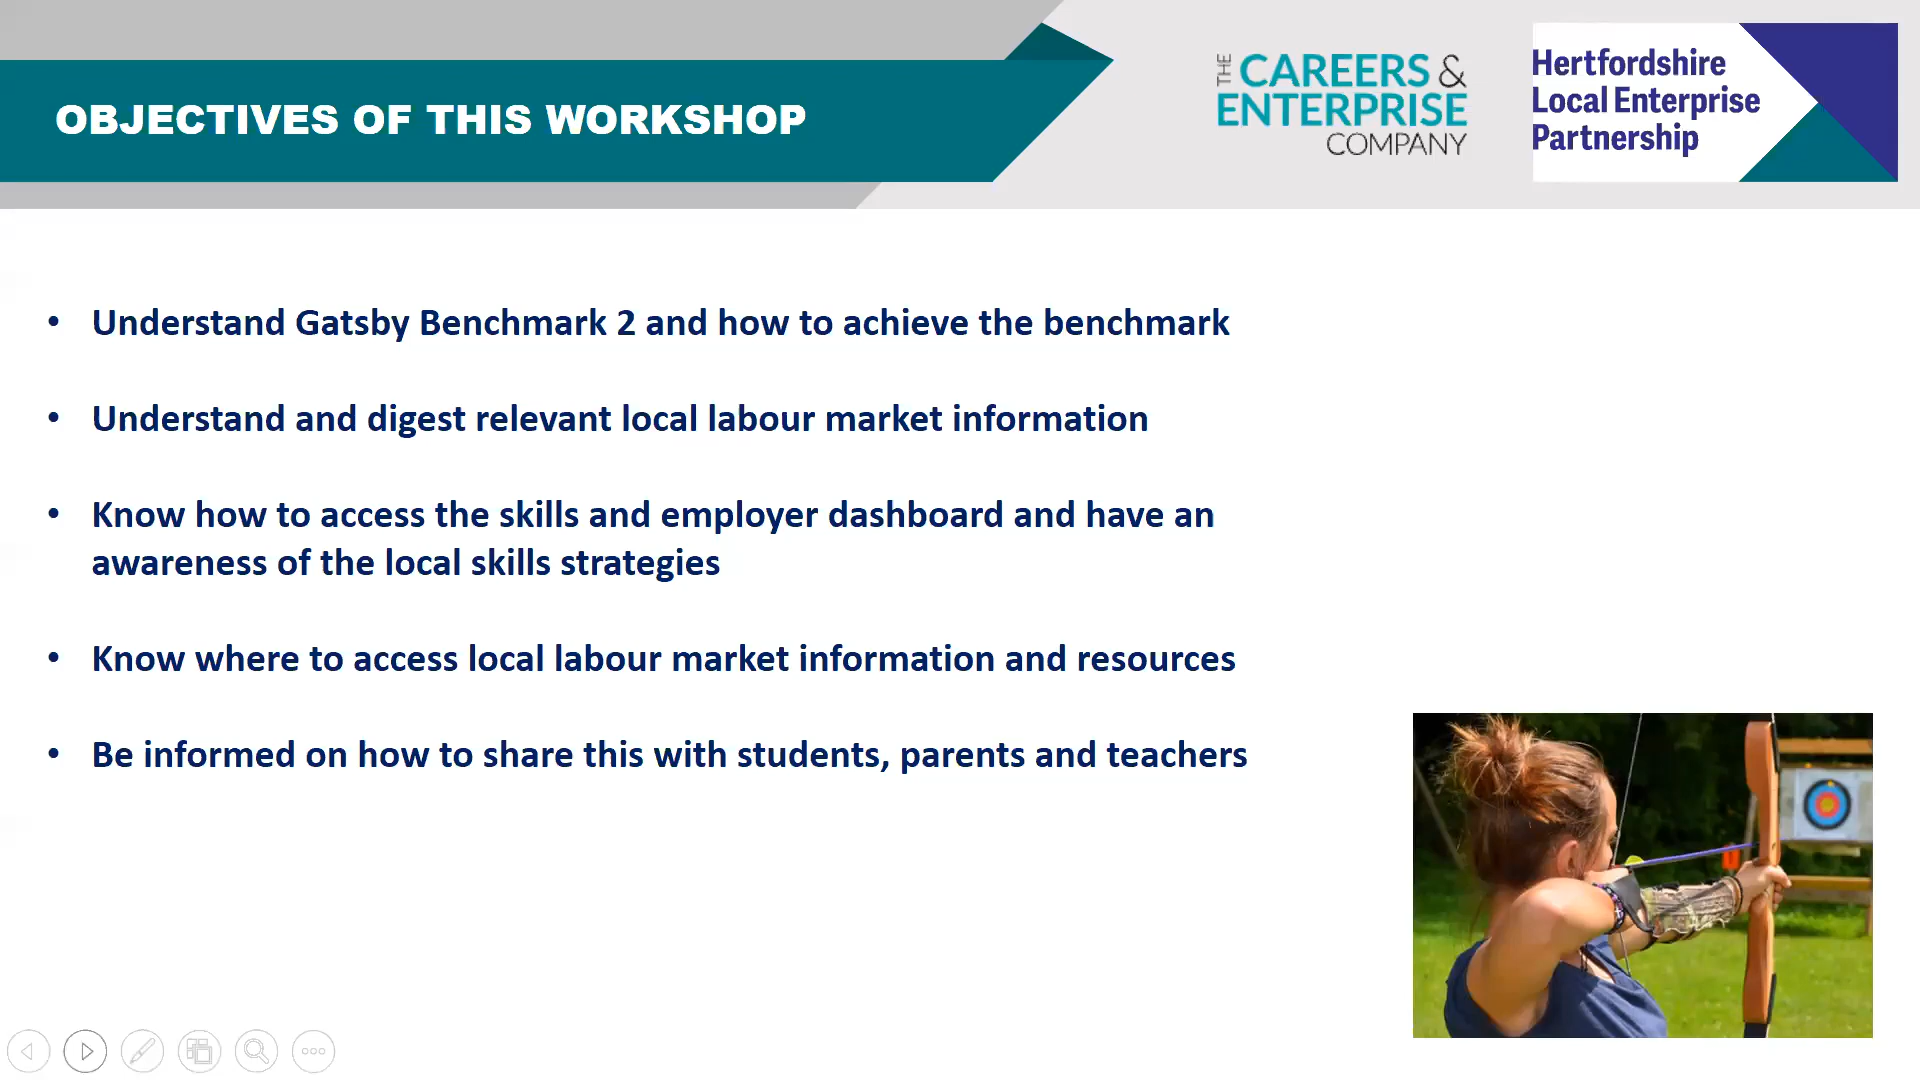 OBJECTIVES OF THIS WORKSHOP
THE
CAREERS &
ENTERPRISE
COMPANY
Hertfordshire
Local Enterprise
Partnership
• Understand Gatsby Benchmark 2 and how to achieve the benchmark
• Understand and digest relevant local labour market information
• Know how to access the skills and employer dashboard and have an
awareness of the local skills strategies
• Know where to access local labour market information and resources
• Be informed on how to share this with students, parents and teachers